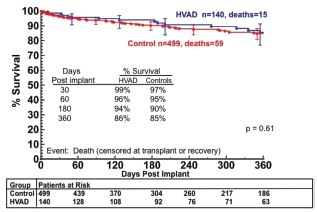 HVAD n=140, deaths=15
Control n=499, deaths=59
% Survival
100
90
80
70
60
50
40
30
20
10
0
Days % Survival
Post implant HVAD Controls
30 99% 97%
60 96% 95%
180 94% 90%
360 86% 85%
p = 0.61
Event: Death (censored at transplant or recovery)
0 60 120 180 240 300 360
Days Post Implant
Group Patients at Risk
Control 499 439 370 304 260 217 186
HVAD 140 128 108 92 76 71 63